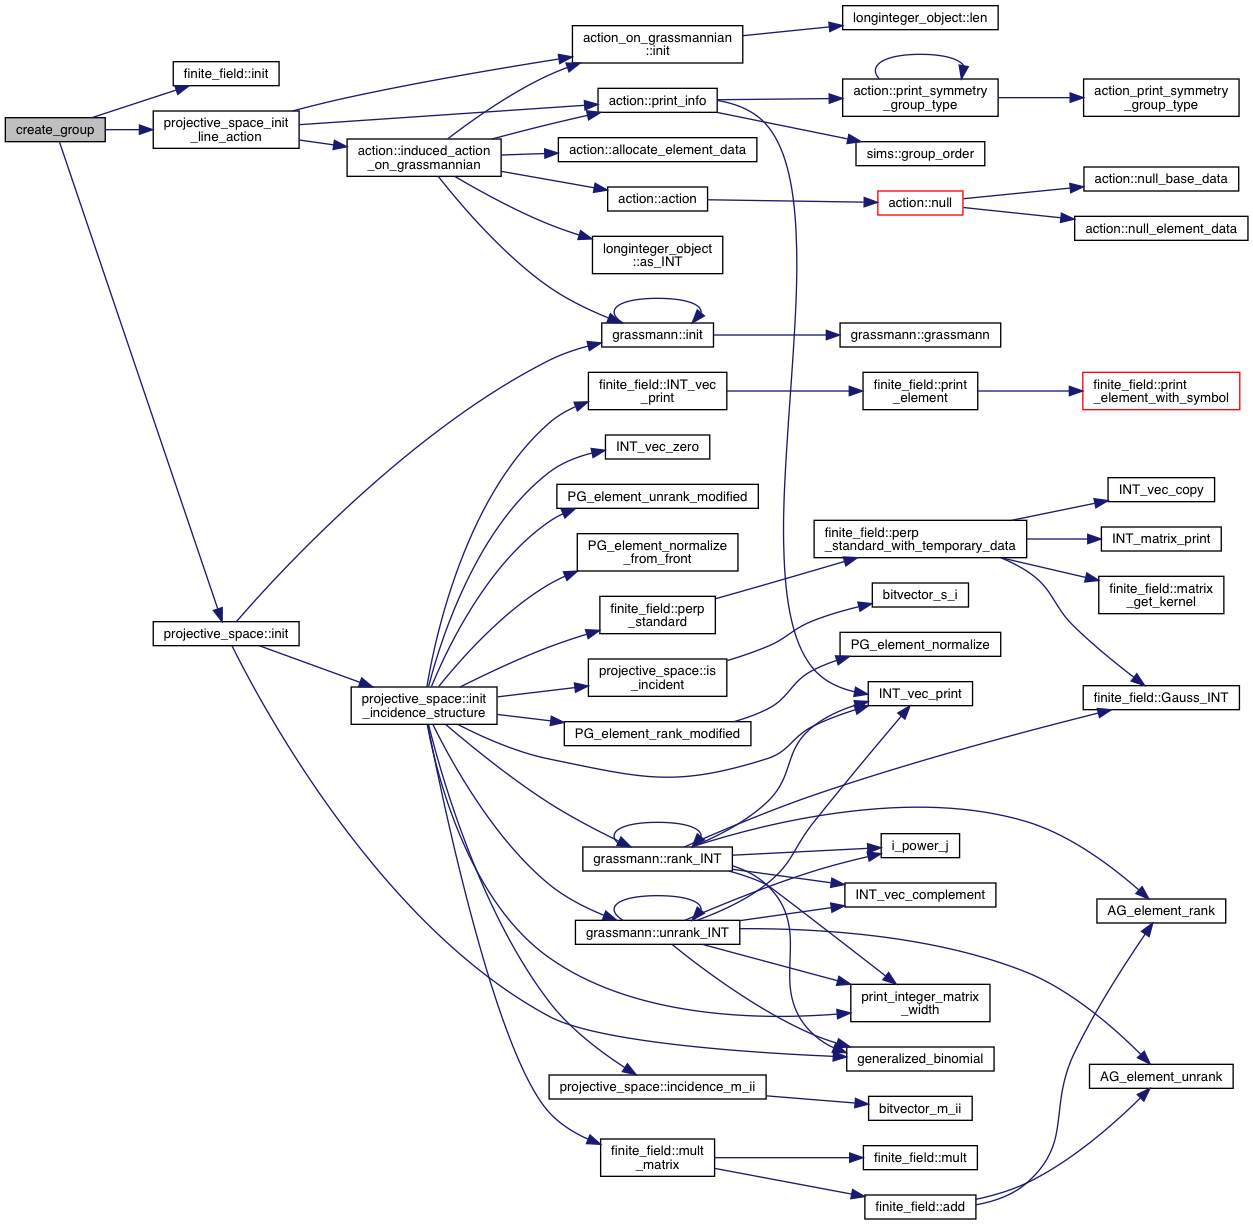 create_group
finite_field::init
projective_space_init
_line_action
projective_space::init
action::induced_action
_on_grassmannian
projective_space::init
_incidence_structure
action_on_grassmannian
::init
action::print_info
action::allocate_element_data
action::action
longinteger_object
::as_INT
grassmann::init
finite_field::INT_vec
_print
INT_vec_zero
PG_element_unrank_modified
PG_element_normalize
_from_front
finite_field::perp
_standard
projective_space::is
_incident
PG_element_rank_modified
grassmann::rank_INT
grassmann::unrank_INT
projective_space::incidence_m_ii
finite_field::mult
_matrix
longinteger_object::len
action::print_symmetry
_group_type
sims::group_order
action::null
grassmann::grassmann
finite_field::print
_element
finite_field::perp
_standard_with_temporary_data
bitvector_s_i
PG_element_normalize
INT_vec_print
i_power_j
INT_vec_complement
print_integer_matrix
_width
generalized_binomial
bitvector_m_ii
finite_field::mult
finite_field::add
action_print_symmetry
_group_type
action::null_base_data
action::null_element_data
finite_field::print
_element_with_symbol
INT_vec_copy
INT_matrix_print
finite_field::matrix
_get_kernel
finite_field::Gauss_INT
AG_element_rank
AG_element_unrank